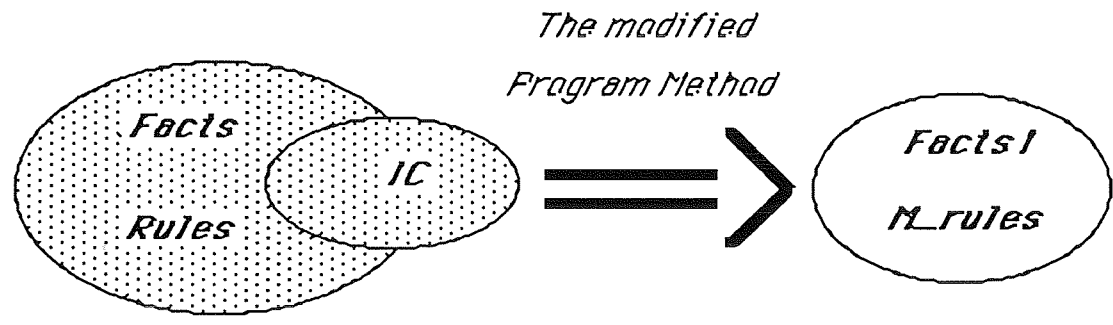 The modified
Program Method
Facts
IC
Rules
Facts1
M_rules